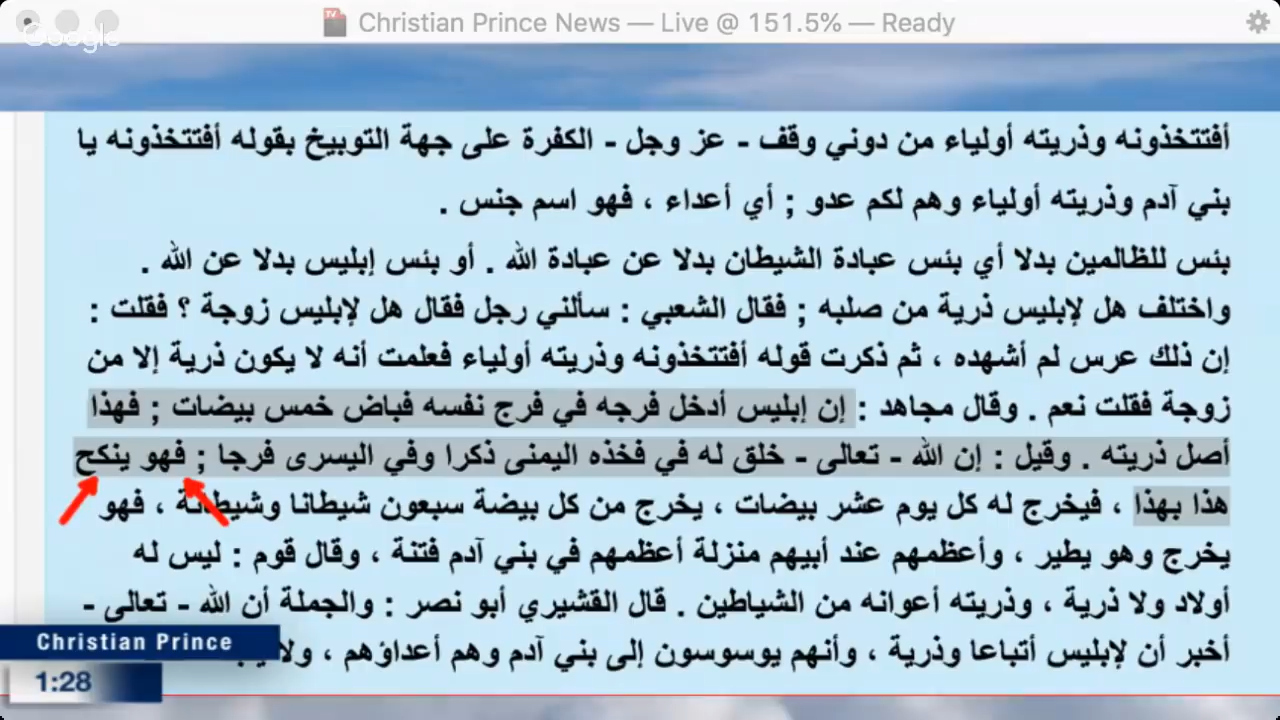 Christian Prince News — Live @ 151.5% — Ready
Google
أفتتخذونه وذريته أولياء من دوني وقف - عز وجل - الكفرة على جهة التوبيخ بقوله أفتتخذونه يا
بني آدم وذريته أولياء وهم لكم عدو ; أي أعداء ، فهو اسم جنس .
بئس للظالمين بدلا أي بئس عبادة الشيطان بدلا عن عبادة الله . أو بئس إبليس بدلا عن الله .
واختلف هل لإبليس ذرية من صلبه ; فقال الشعبي : سألني رجل فقال هل لإبليس زوجة ؟ فقلت :
إن ذلك عرس لم أشهده ، ثم ذكرت قوله أفتتخذونه وذريته أولياء فعلمت أنه لا يكون ذرية إلا من
زوجة فقلت نعم . وقال مجاهد : إن إبليس أدخل فرجه في فرج نفسه فباض خمس بيضات ; فهذا
أصل ذريته . وقيل : إن الله - تعالى - خلق له في فخذه اليمنى ذكرا وفي اليسرى فرجا ; فهو ينكح
هذا بهذا ، فيخرج له كل يوم عشر بيضات ، يخرج من كل بيضة سبعون شيطانا وشيطانة ، فهو
يخرج وهو يطير ، وأعظمهم عند أبيهم منزلة أعظمهم في بني آدم فتنة ، وقال قوم : ليس له
أولاد ولا ذرية ، وذريته أعوانه من الشياطين . قال القشيري أبو نصر : والجملة أن الله - تعالى -
أخبر أن لإبليس أتباعا وذرية ، وأنهم يوسوسون إلى بني آدم وهم أعداؤهم ،
Christian Prince
1:28